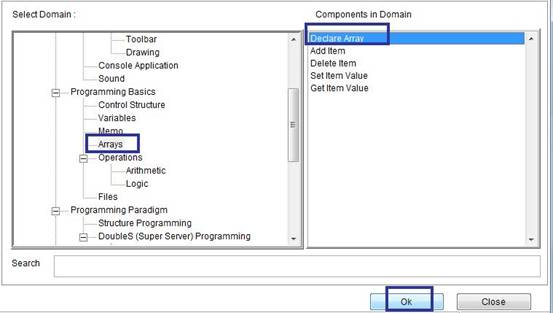 Select Domain :
Components in Domain
Toolbar
Drawing
Console Application
Sound
Programming Basics
Control Structure
Variables
Memo
Arrays
Operations
Arithmetic
Logic
Files
Programming Paradigm
Structure Programming
DoubleS (Super Server) Programming
Declare Array
Add Item
Delete Item
Set Item Value
Get Item Value
Search
Ok
Close